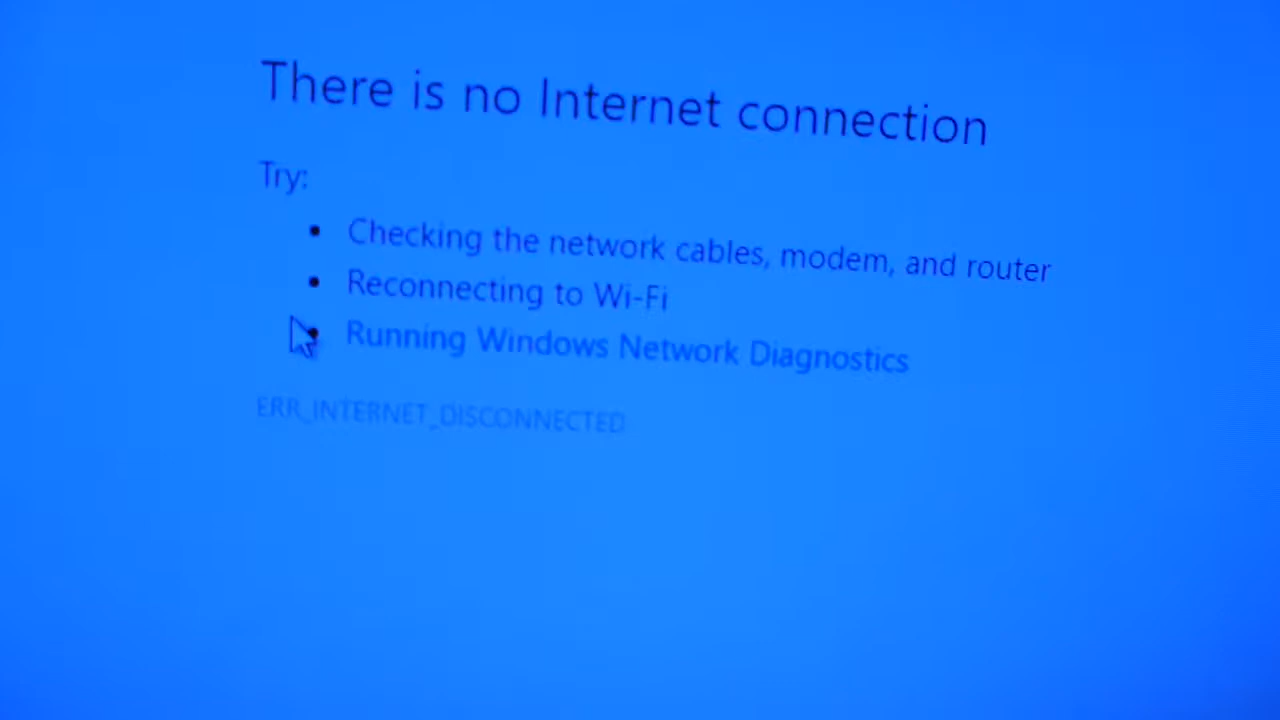 There is no Internet connection
Try:
Checking the network cables, modem, and router
Reconnecting to Wi-Fi
Running Windows Network Diagnostics
ERR_INTERNET_DISCONNECTED